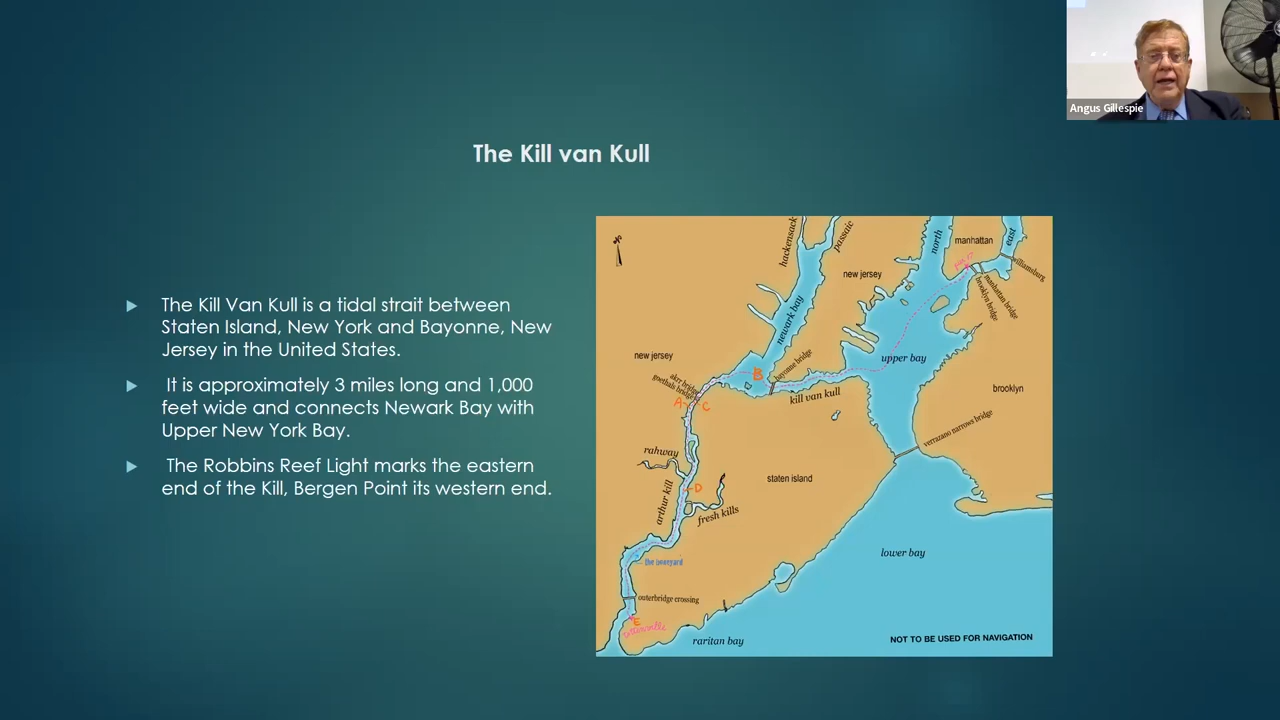 Angus Gillespie
The Kill van Kull
The Kill Van Kull is a tidal strait between
Staten Island, New York and Bayonne, New
Jersey in the United States.
It is approximately 3 miles long and 1,000
feet wide and connects Newark Bay with
Upper New York Bay.
The Robbins Reef Light marks the eastern
end of the Kill, Bergen Point its western end.
hackensack
passaic
north
manhattan
east
williamsburg
new jersey
manhattan bridge
brooklyn bridge
newark bay
new jersey
upper bay
B
bayonne bridge
goethals bridge
A
C
kill van kull
brooklyn
verrazano narrows bridge
rahway
staten island
D
arthur kill
fresh kills
the boneyard
lower bay
outerbridge crossing
E
raritan bay
NOT TO BE USED FOR NAVIGATION